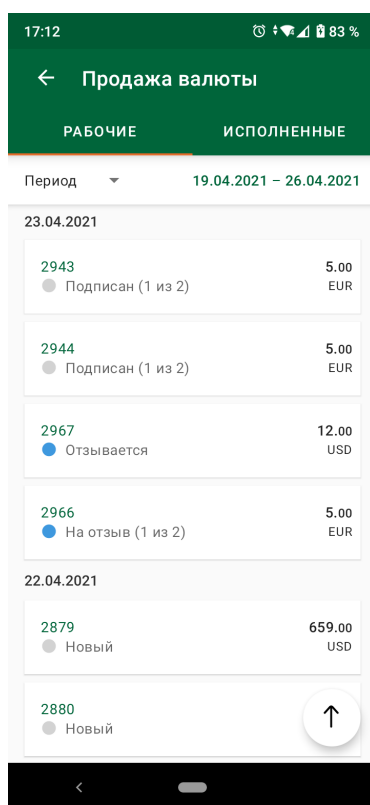 17:12 83 %
Продажа валюты
РАБОЧИЕ ИСПОЛНЕННЫЕ
Период 19.04.2021 – 26.04.2021
23.04.2021
2943 5.00
Подписан (1 из 2) EUR
2944 5.00
Подписан (1 из 2) EUR
2967 12.00
Отзывается USD
2966 5.00
На отзыв (1 из 2) EUR
22.04.2021
2879 659.00
Новый USD
2880
Новый